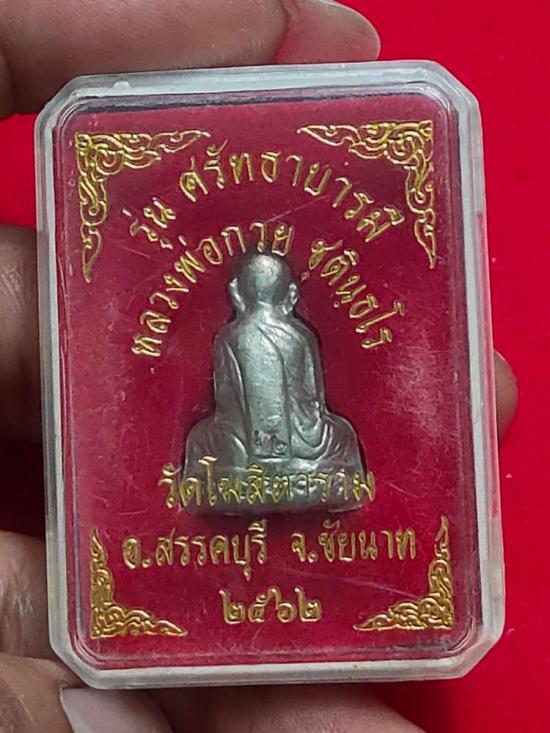 รุ่น ศรัทธาบารมี
หลวงพ่อกวย ชุตินฺธโร
วัดโฆสิตาราม
อ.สรรคบุรี จ.ชัยนาท
๒๕๖๒